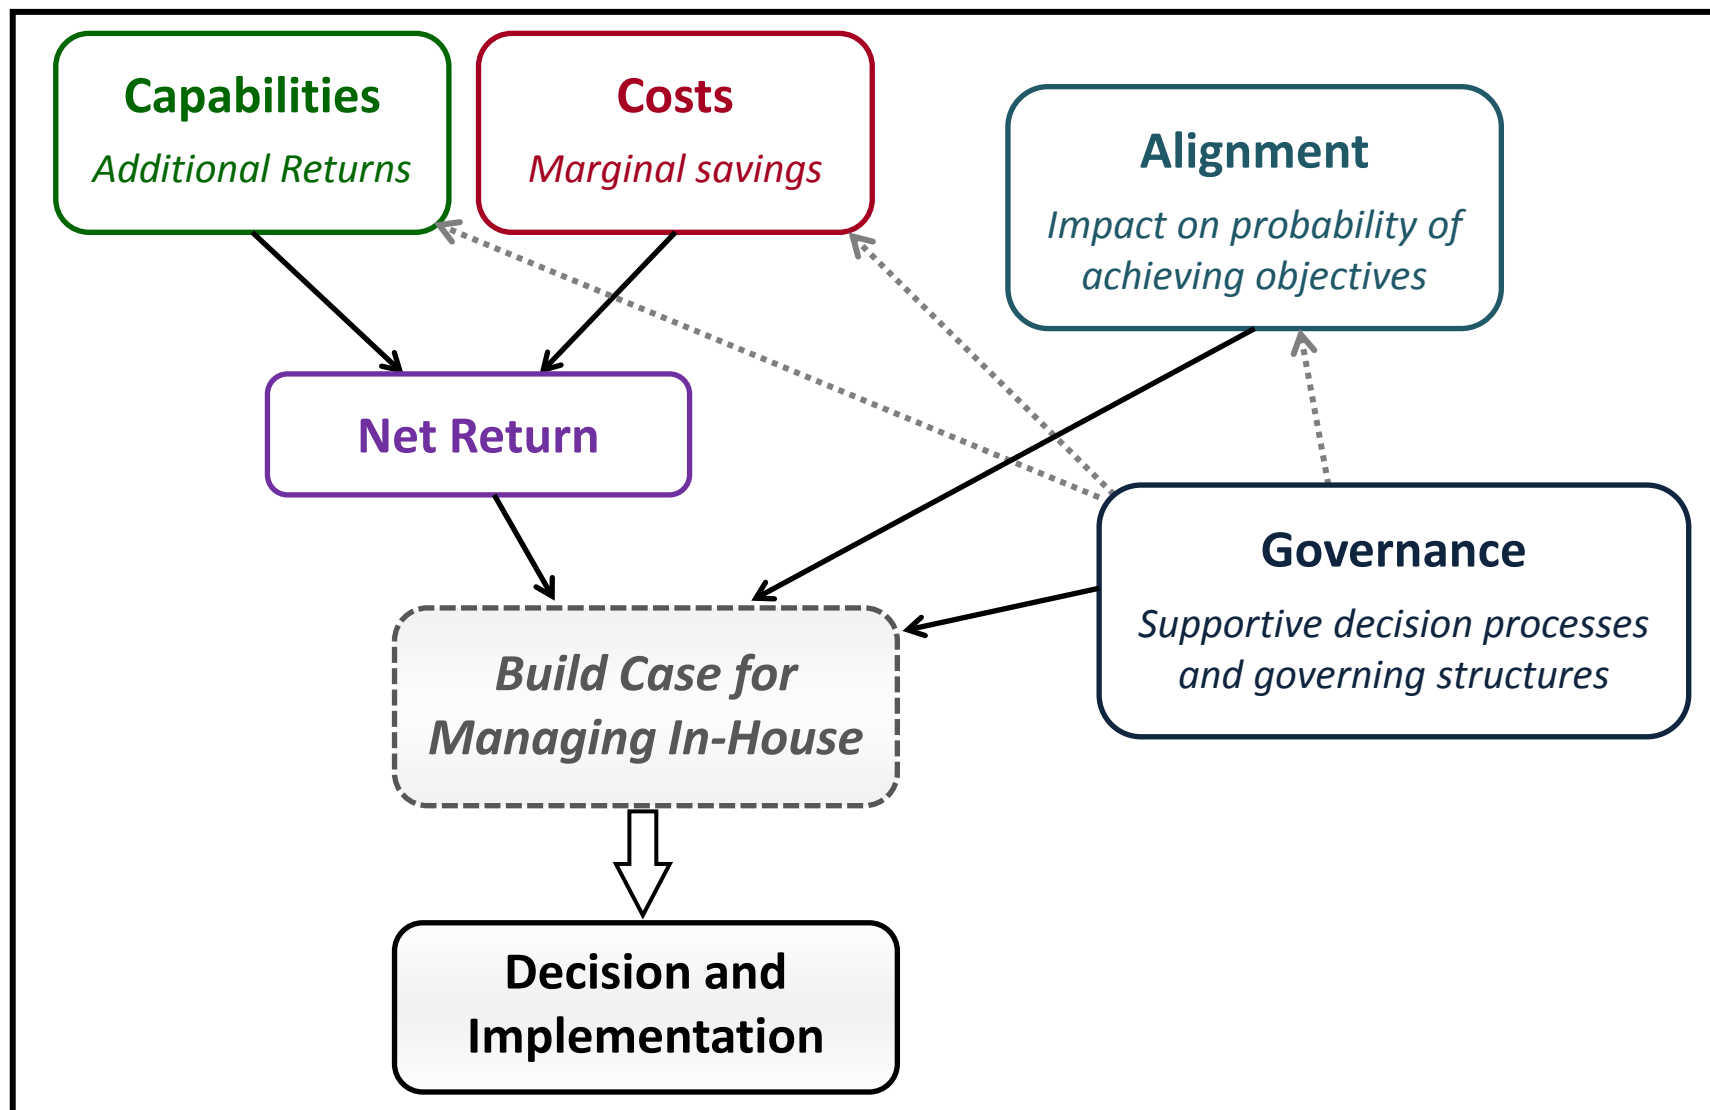 Capabilities
Additional Returns
Costs
Marginal savings
Alignment
Impact on probability of
achieving objectives
Net Return
Governance
Supportive decision processes
and governing structures
Build Case for
Managing In-House
Decision and
Implementation